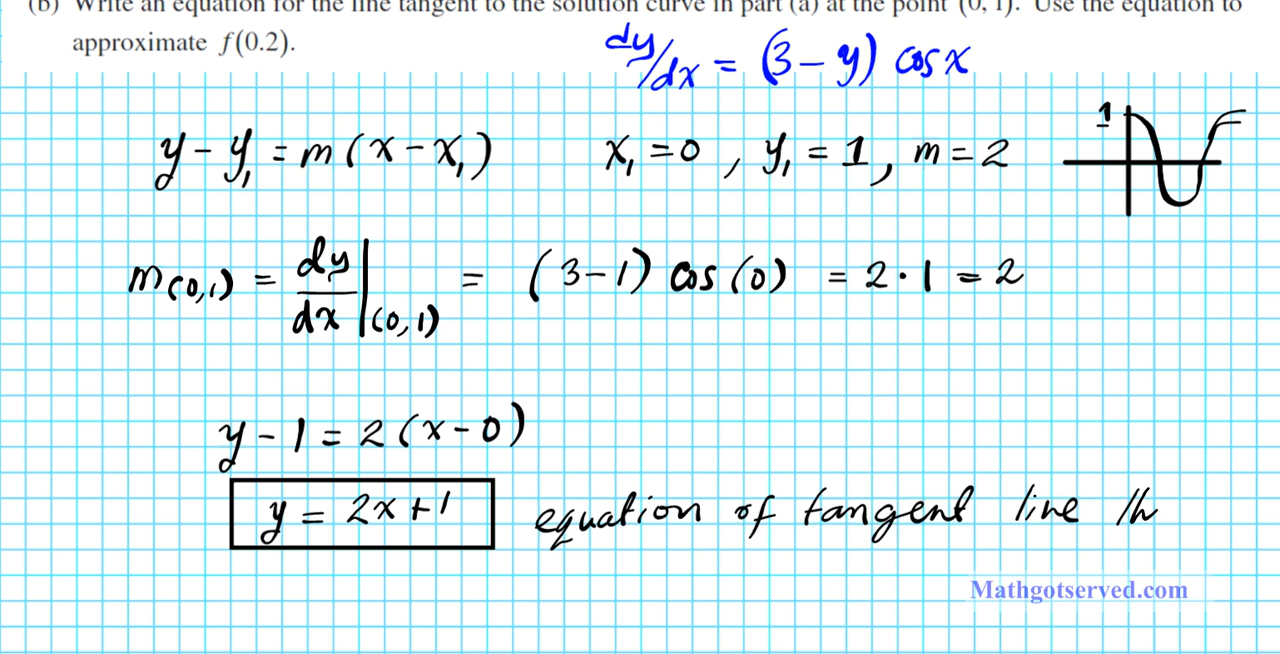 (b) Write an equation for the line tangent to the solution curve in part (a) at the point (0, 1). Use the equation to
approximate f(0.2).
dy/dx = (3 – y) cos x
y – y₁ = m(x – x₁) x₁ = 0 , y₁ = 1 , m = 2
1
m(0,1) = dy/dx |(0,1) = (3 – 1) cos(0) = 2 · 1 = 2
y – 1 = 2(x – 0)
y = 2x + 1 equation of tangent line th
Mathgotserved.com